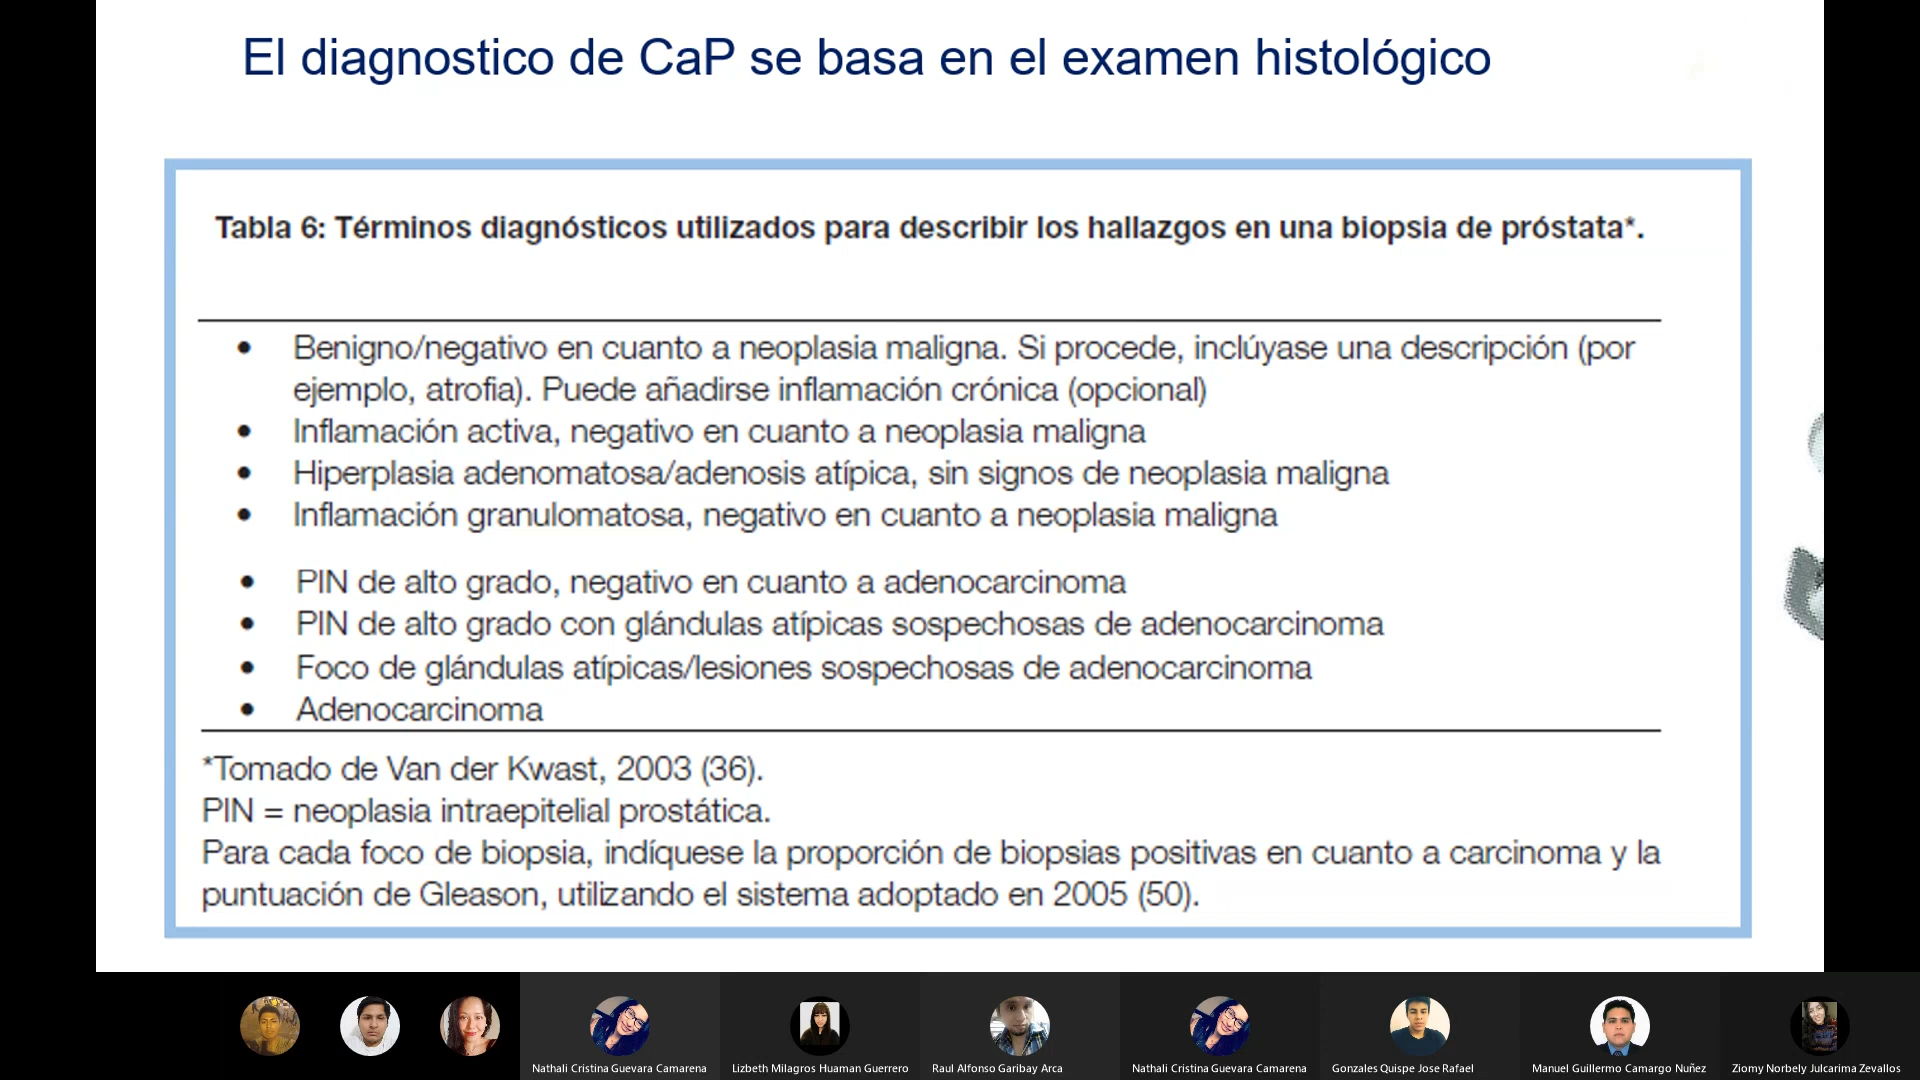 El diagnostico de CaP se basa en el examen histológico
Tabla 6: Términos diagnósticos utilizados para describir los hallazgos en una biopsia de próstata*.
• Benigno/negativo en cuanto a neoplasia maligna. Si procede, inclúyase una descripción (por
ejemplo, atrofia). Puede añadirse inflamación crónica (opcional)
• Inflamación activa, negativo en cuanto a neoplasia maligna
• Hiperplasia adenomatosa/adenosis atípica, sin signos de neoplasia maligna
• Inflamación granulomatosa, negativo en cuanto a neoplasia maligna
• PIN de alto grado, negativo en cuanto a adenocarcinoma
• PIN de alto grado con glándulas atípicas sospechosas de adenocarcinoma
• Foco de glándulas atípicas/lesiones sospechosas de adenocarcinoma
• Adenocarcinoma
*Tomado de Van der Kwast, 2003 (36).
PIN = neoplasia intraepitelial prostática.
Para cada foco de biopsia, indíquese la proporción de biopsias positivas en cuanto a carcinoma y la
puntuación de Gleason, utilizando el sistema adoptado en 2005 (50).
Nathali Cristina Guevara Camarena
Lizbeth Milagros Huaman Guerrero
Raul Alfonso Garibay Arca
Nathali Cristina Guevara Camarena
Gonzales Quispe Jose Rafael
Manuel Guillermo Camargo Nuñez
Ziomy Norbely Julcarima Zevallos